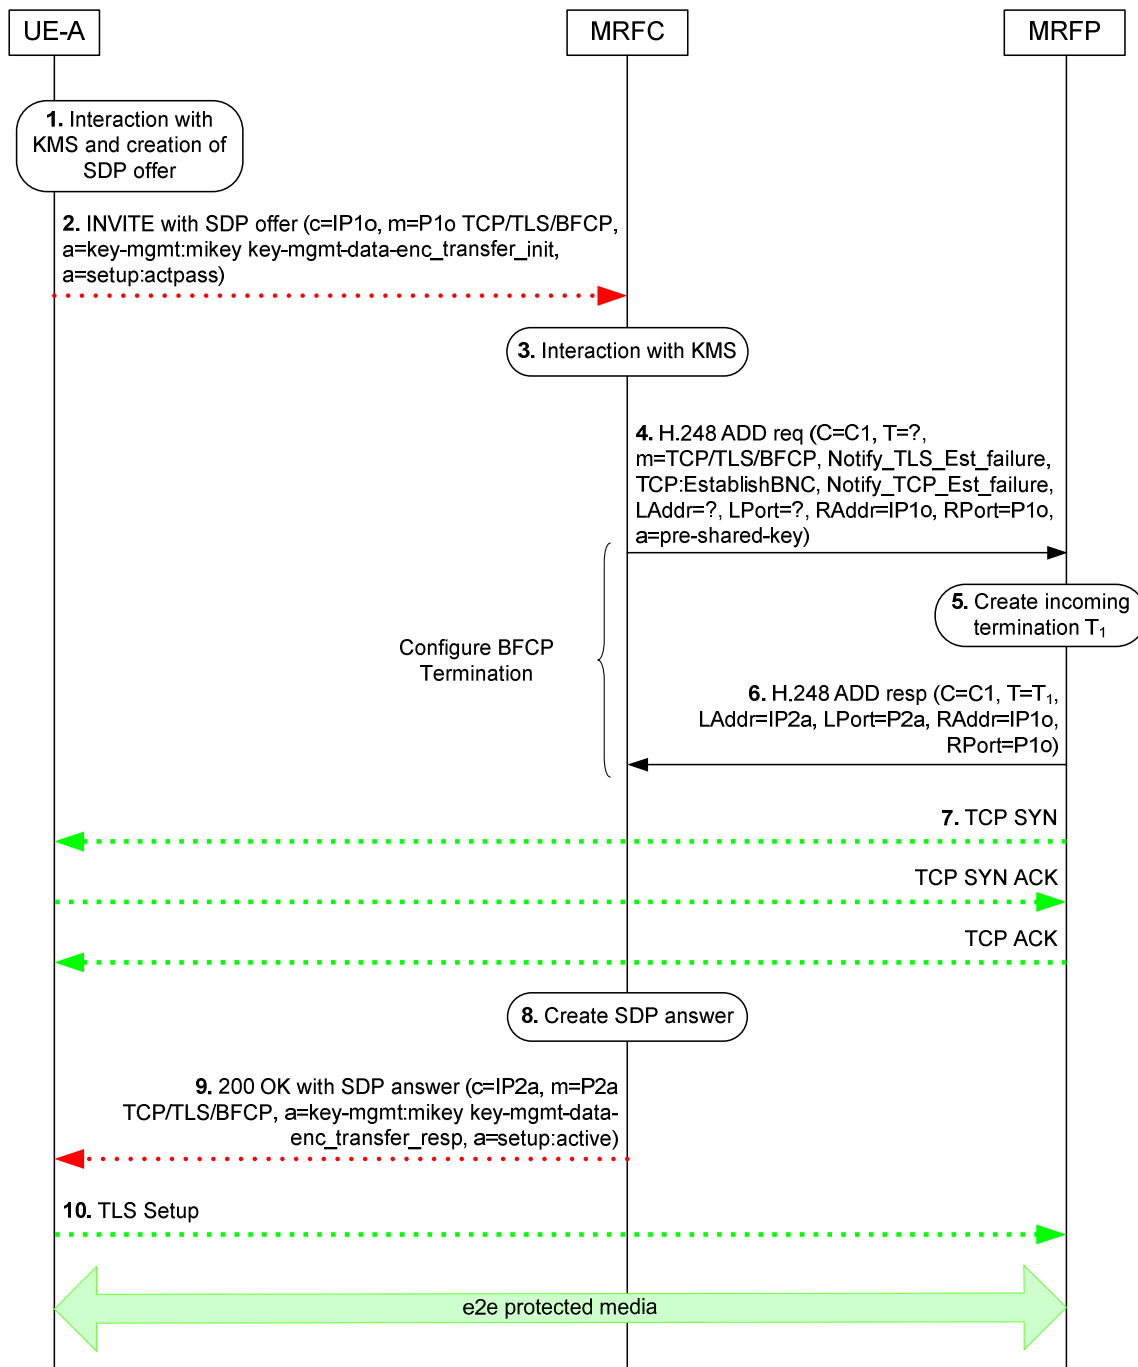 UE-A
MRFC
MRFP
1. Interaction with
KMS and creation of
SDP offer
2. INVITE with SDP offer (c=IP1o, m=P1o TCP/TLS/BFCP,
a=key-mgmt:mikey key-mgmt-data-enc_transfer_init,
a=setup:actpass)
3. Interaction with KMS
4. H.248 ADD req (C=C1, T=?,
m=TCP/TLS/BFCP, Notify_TLS_Est_failure,
TCP:EstablishBNC, Notify_TCP_Est_failure,
LAddr=?, LPort=?, RAddr=IP1o, RPort=P1o,
a=pre-shared-key)
5. Create incoming
termination T₁
Configure BFCP
Termination
6. H.248 ADD resp (C=C1, T=T₁,
LAddr=IP2a, LPort=P2a, RAddr=IP1o,
RPort=P1o)
7. TCP SYN
TCP SYN ACK
TCP ACK
8. Create SDP answer
9. 200 OK with SDP answer (c=IP2a, m=P2a
TCP/TLS/BFCP, a=key-mgmt:mikey key-mgmt-data-
enc_transfer_resp, a=setup:active)
10. TLS Setup
e2e protected media